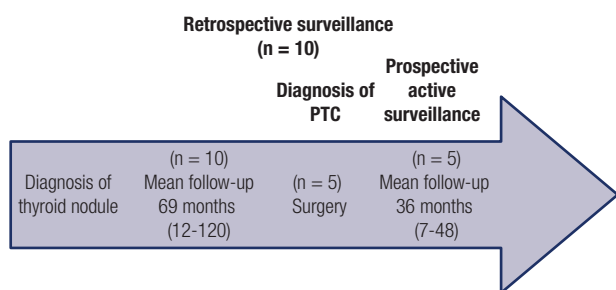 Retrospective surveillance
(n = 10)
Diagnosis of
PTC
Prospective
active
surveillance
Diagnosis of
thyroid nodule
(n = 10)
Mean follow-up
69 months
(12-120)
(n = 5)
Surgery
(n = 5)
Mean follow-up
36 months
(7-48)